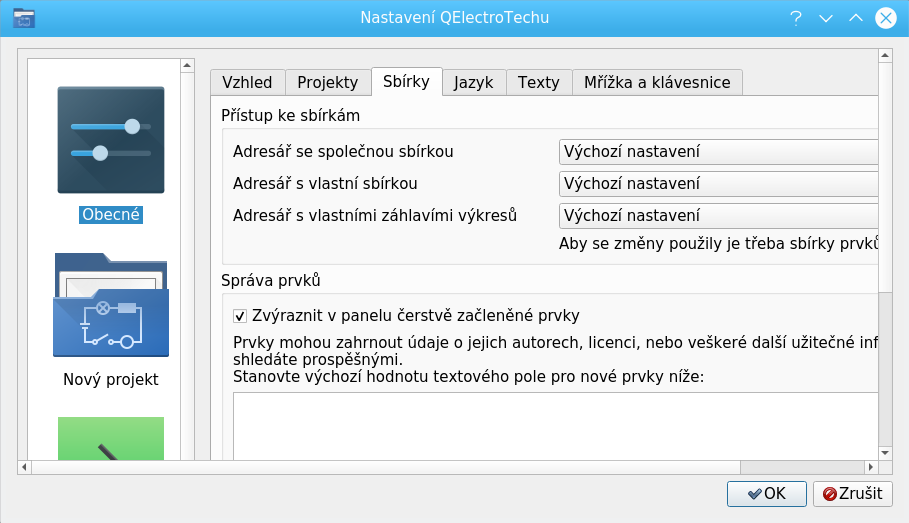 Nastavení QElectroTechu
Obecné
Nový projekt
Vzhled Projekty Sbírky Jazyk Texty Mřížka a klávesnice
Přístup ke sbírkám
Adresář se společnou sbírkou Výchozí nastavení
Adresář s vlastní sbírkou Výchozí nastavení
Adresář s vlastními záhlavími výkresů Výchozí nastavení
Aby se změny použily je třeba sbírky prvků
Správa prvků
Zvýraznit v panelu čerstvě začleněné prvky
Prvky mohou zahrnout údaje o jejich autorech, licenci, nebo veškeré další užitečné inf
shledáte prospěšnými.
Stanovte výchozí hodnotu textového pole pro nové prvky níže:
OK Zrušit